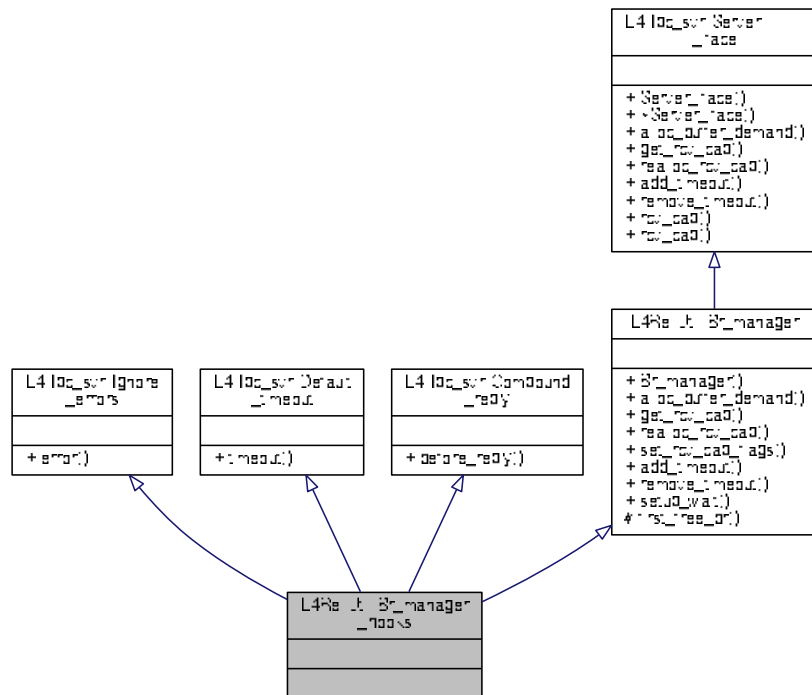 L4::Ipc_svr::Server
_iface
+ Server_iface()
+ ~Server_iface()
+ alloc_buffer_demand()
+ get_rcv_cap()
+ realloc_rcv_cap()
+ add_timeout()
+ remove_timeout()
+ rcv_cap()
+ rcv_cap()
L4Re::Util::Br_manager
+ Br_manager()
+ alloc_buffer_demand()
+ get_rcv_cap()
+ realloc_rcv_cap()
+ set_rcv_cap_flags()
+ add_timeout()
+ remove_timeout()
+ setup_wait()
# first_free_br()
L4::Ipc_svr::Ignore
_errors
+ error()
L4::Ipc_svr::Default
_timeout
+ timeout()
L4::Ipc_svr::Compound
_reply
+ before_reply()
L4Re::Util::Br_manager
_hooks